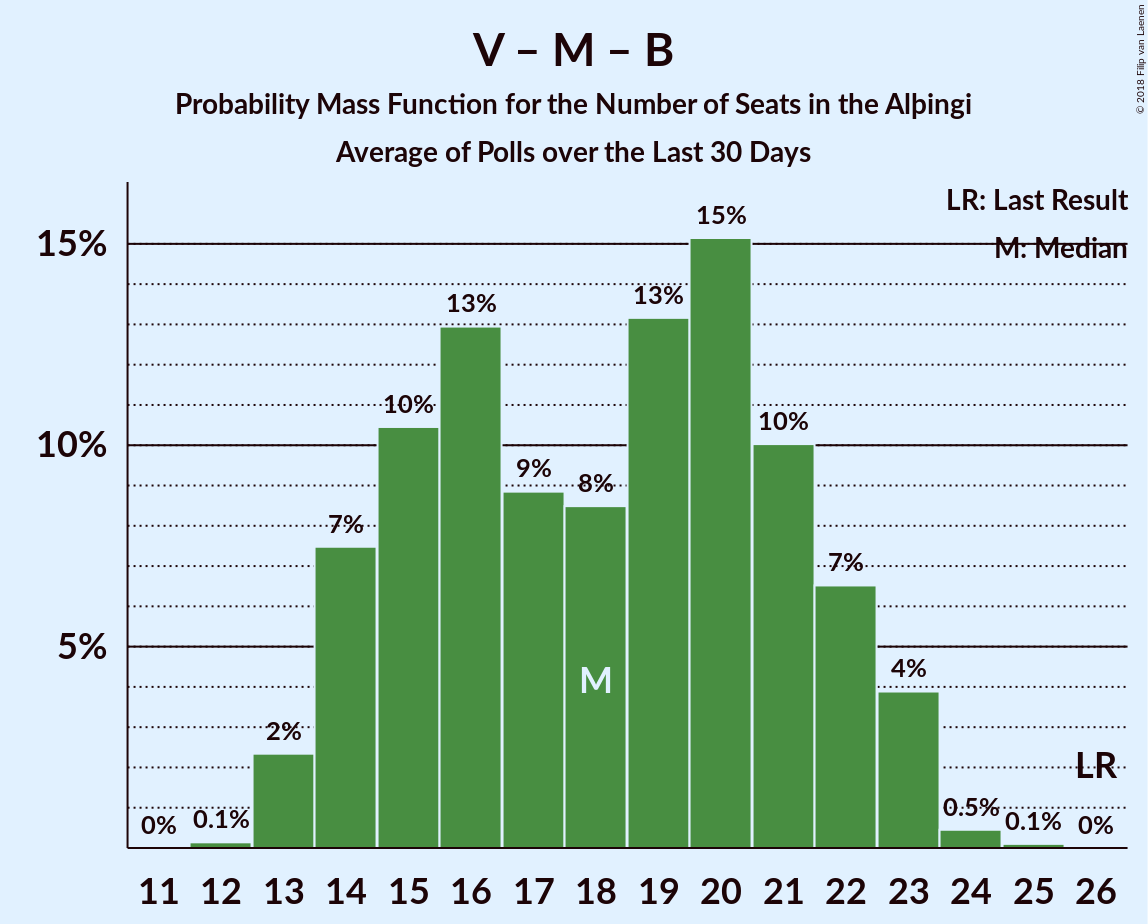 V – M – B
Probability Mass Function for the Number of Seats in the Alþingi
Average of Polls over the Last 30 Days
© 2018 Filip van Laenen
LR: Last Result
M: Median
15%
10%
5%
0%
0.1%
2%
7%
10%
13%
9%
8%
13%
15%
10%
7%
4%
0.5%
0.1%
0%
M
LR
11 12 13 14 15 16 17 18 19 20 21 22 23 24 25 26